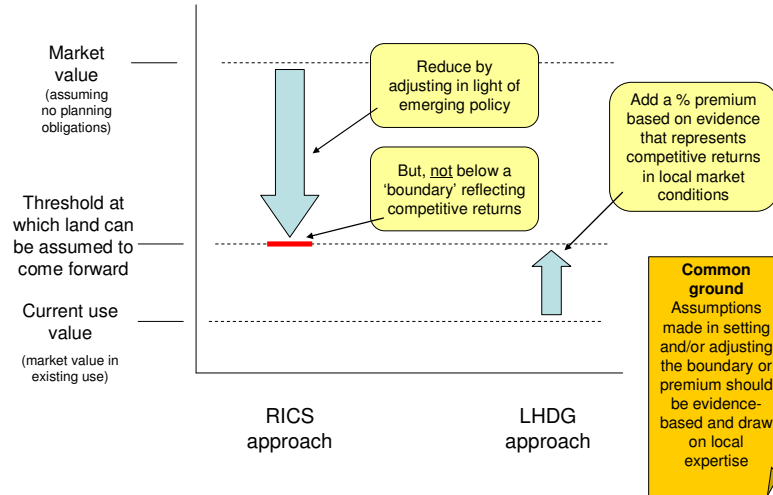 Market
value
(assuming
no planning
obligations)
Reduce by
adjusting in light of
emerging policy
Add a % premium
based on evidence
that represents
competitive returns
in local market
conditions
But, not below a
‘boundary’ reflecting
competitive returns
Threshold at
which land can
be assumed to
come forward
Current use
value
(market value in
existing use)
Common
ground
Assumptions
made in setting
and/or adjusting
the boundary or
premium should
be evidence-
based and draw
on local
expertise
RICS
approach
LHDG
approach